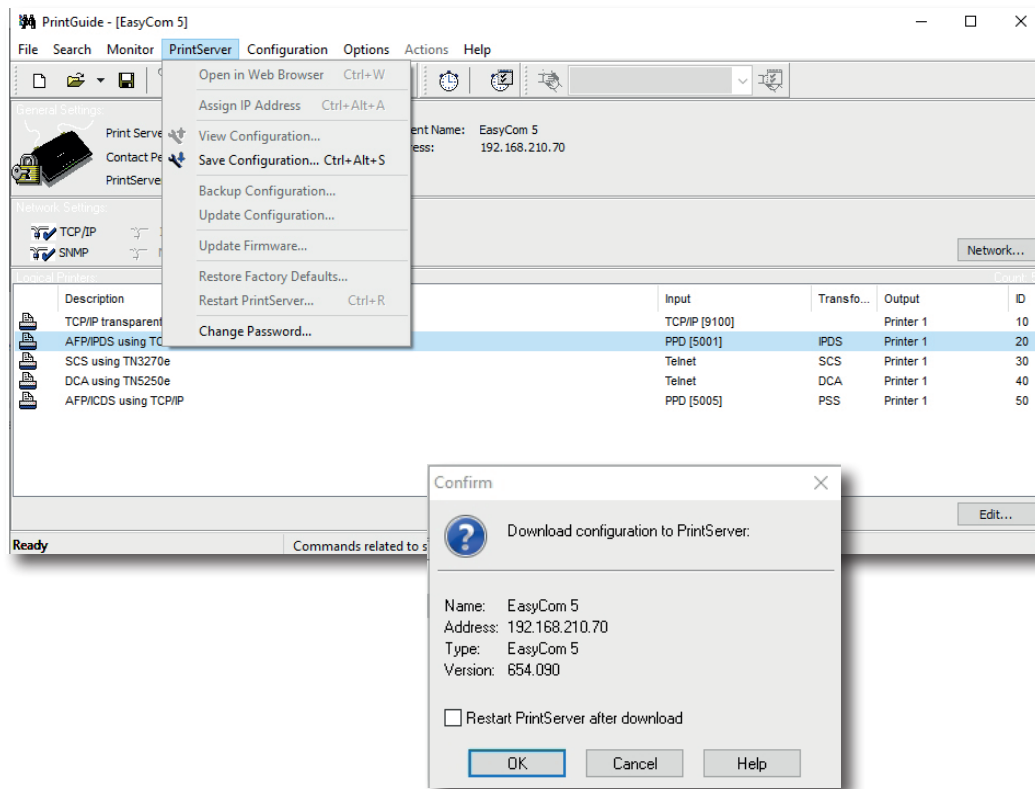 PrintGuide - [EasyCom 5]
File Search Monitor PrintServer Configuration Options Actions Help
Open in Web Browser Ctrl+W
Assign IP Address Ctrl+Alt+A
View Configuration...
Save Configuration... Ctrl+Alt+S
Backup Configuration...
Update Configuration...
Update Firmware...
Restore Factory Defaults...
Restart PrintServer... Ctrl+R
Change Password...
General Settings:
Print Serve
ent Name: EasyCom 5
Contact Pe
ess: 192.168.210.70
PrintServe
Network Settings:
TCP/IP
SNMP
Network...
Logical Printers:
Count: 5
Description Input Transfo... Output ID
TCP/IP transparent TCP/IP [9100] Printer 1 10
AFP/IPDS using TC PPD [5001] IPDS Printer 1 20
SCS using TN3270e Telnet SCS Printer 1 30
DCA using TN5250e Telnet DCA Printer 1 40
AFP/ICDS using TCP/IP PPD [5005] PSS Printer 1 50
Edit...
Ready Commands related to s
Confirm
Download configuration to PrintServer:
Name: EasyCom 5
Address: 192.168.210.70
Type: EasyCom 5
Version: 654.090
Restart PrintServer after download
OK Cancel Help